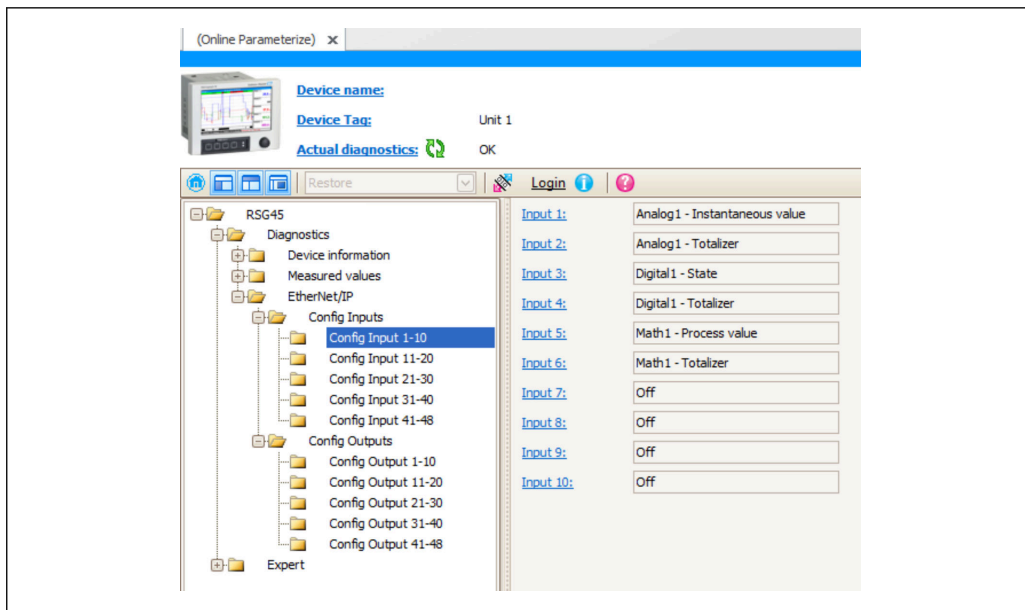 (Online Parameterize)
Device name:
Device Tag: Unit 1
Actual diagnostics: OK
Restore Login
RSG45
Diagnostics
Device information
Measured values
EtherNet/IP
Config Inputs
Config Input 1-10
Config Input 11-20
Config Input 21-30
Config Input 31-40
Config Input 41-48
Config Outputs
Config Output 1-10
Config Output 11-20
Config Output 21-30
Config Output 31-40
Config Output 41-48
Expert
Input 1: Analog1 - Instantaneous value
Input 2: Analog1 - Totalizer
Input 3: Digital1 - State
Input 4: Digital1 - Totalizer
Input 5: Math1 - Process value
Input 6: Math1 - Totalizer
Input 7: Off
Input 8: Off
Input 9: Off
Input 10: Off